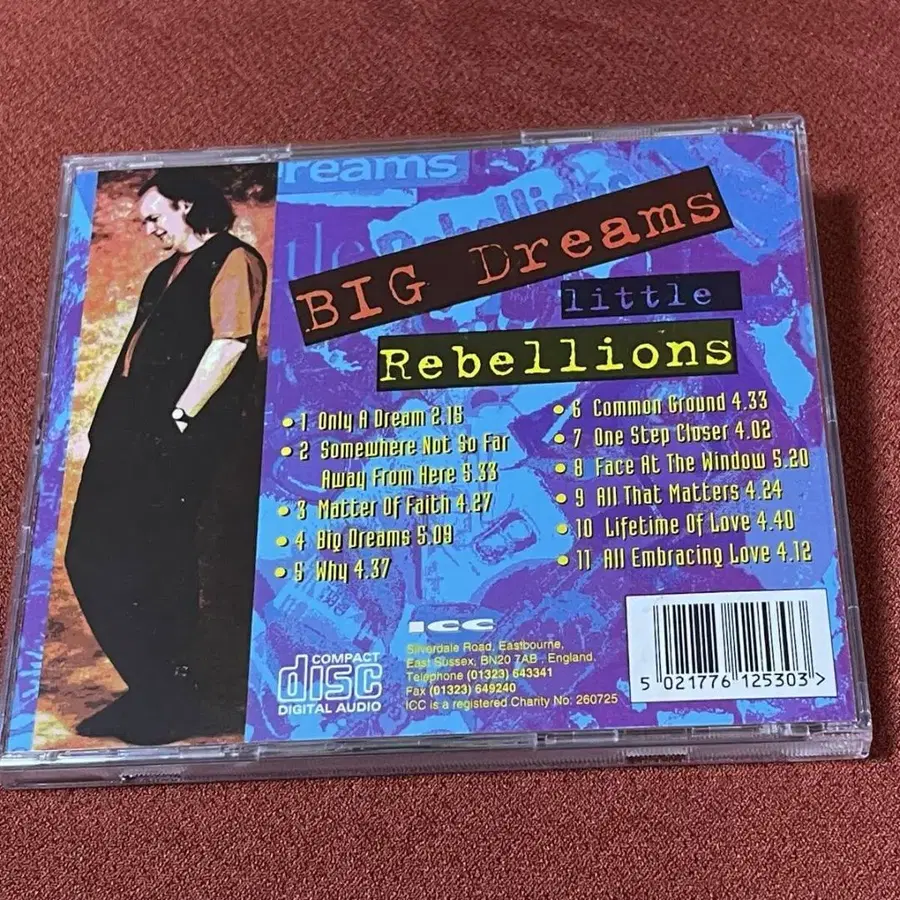 reams
BIG Dreams
little
Rebellions
1 Only A Dream 2.15
2 Somewhere Not So Far
Away From Here 5.33
3 Matter Of Faith 4.27
4 Big Dreams 5.09
5 Why 4.37
6 Common Ground 4.33
7 One Step Closer 4.02
8 Face At The Window 5.20
9 All That Matters 4.24
10 Lifetime Of Love 4.40
11 All Embracing Love 4.12
COMPACT
disc
DIGITAL AUDIO
ICC
Silverdale Road, Eastbourne,
East Sussex, BN20 7AB , England.
Telephone (01323) 643341
Fax (01323) 649240
ICC is a registered Charity No: 260725
5 021776 125303 >